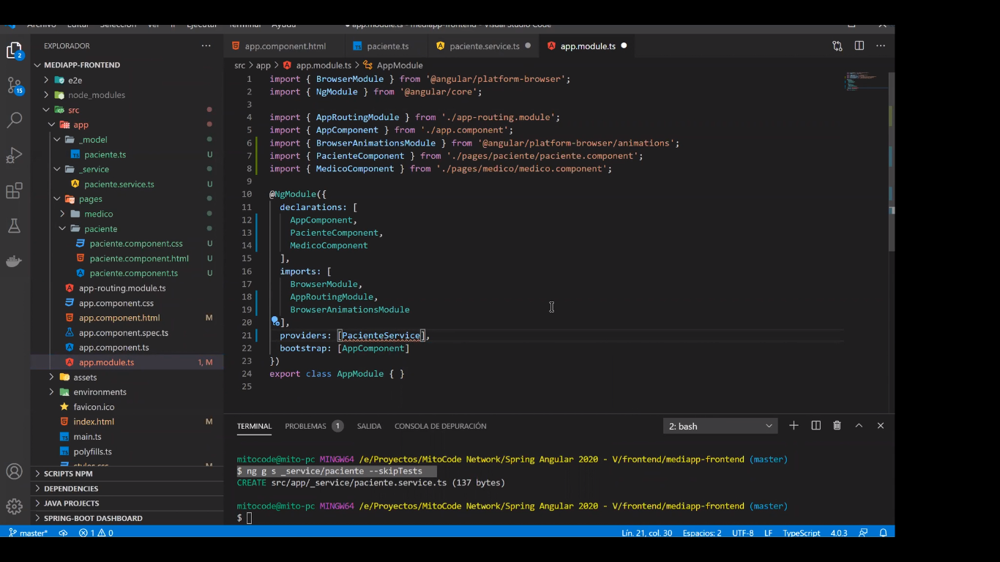 Archivo Editar Selección Ver Ir Ejecutar Terminal Ayuda
● app.module.ts - mediapp-frontend - Visual Studio Code
EXPLORADOR
app.component.html
paciente.ts
paciente.service.ts
app.module.ts
src > app > app.module.ts > AppModule
2
15
MEDIAPP-FRONTEND
e2e
node_modules
src
app
_model
paciente.ts U
_service
paciente.service.ts U
pages
medico
paciente
paciente.component.css U
paciente.component.html U
paciente.component.ts U
app-routing.module.ts
app.component.css
app.component.html M
app.component.spec.ts
app.component.ts
app.module.ts 1, M
assets
environments
favicon.ico
index.html M
main.ts
polyfills.ts
styles.css M
SCRIPTS NPM
DEPENDENCIES
JAVA PROJECTS
SPRING-BOOT DASHBOARD
1 import { BrowserModule } from '@angular/platform-browser';
2 import { NgModule } from '@angular/core';
3
4 import { AppRoutingModule } from './app-routing.module';
5 import { AppComponent } from './app.component';
6 import { BrowserAnimationsModule } from '@angular/platform-browser/animations';
7 import { PacienteComponent } from './pages/paciente/paciente.component';
8 import { MedicoComponent } from './pages/medico/medico.component';
9
10 @NgModule({
11 declarations: [
12 AppComponent,
13 PacienteComponent,
14 MedicoComponent
15 ],
16 imports: [
17 BrowserModule,
18 AppRoutingModule,
19 BrowserAnimationsModule
20 ],
21 providers: [PacienteService],
22 bootstrap: [AppComponent]
23 })
24 export class AppModule { }
25
TERMINAL PROBLEMAS 1 SALIDA CONSOLA DE DEPURACIÓN 2: bash
mitocode@mito-pc MINGW64 /e/Proyectos/MitoCode Network/Spring Angular 2020 - V/frontend/mediapp-frontend (master)
$ ng g s _service/paciente --skipTests
CREATE src/app/_service/paciente.service.ts (137 bytes)
mitocode@mito-pc MINGW64 /e/Proyectos/MitoCode Network/Spring Angular 2020 - V/frontend/mediapp-frontend (master)
$
master* 1 0 Lín. 21, col. 30 Espacios: 2 UTF-8 LF TypeScript 4.0.3